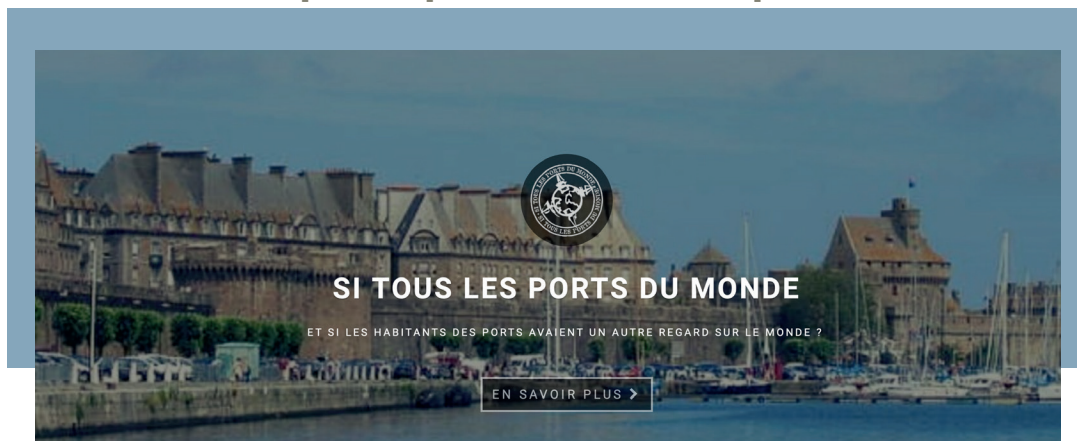 SI TOUS LES PORTS DU MONDE
ET SI LES HABITANTS DES PORTS AVAIENT UN AUTRE REGARD SUR LE MONDE ?
EN SAVOIR PLUS